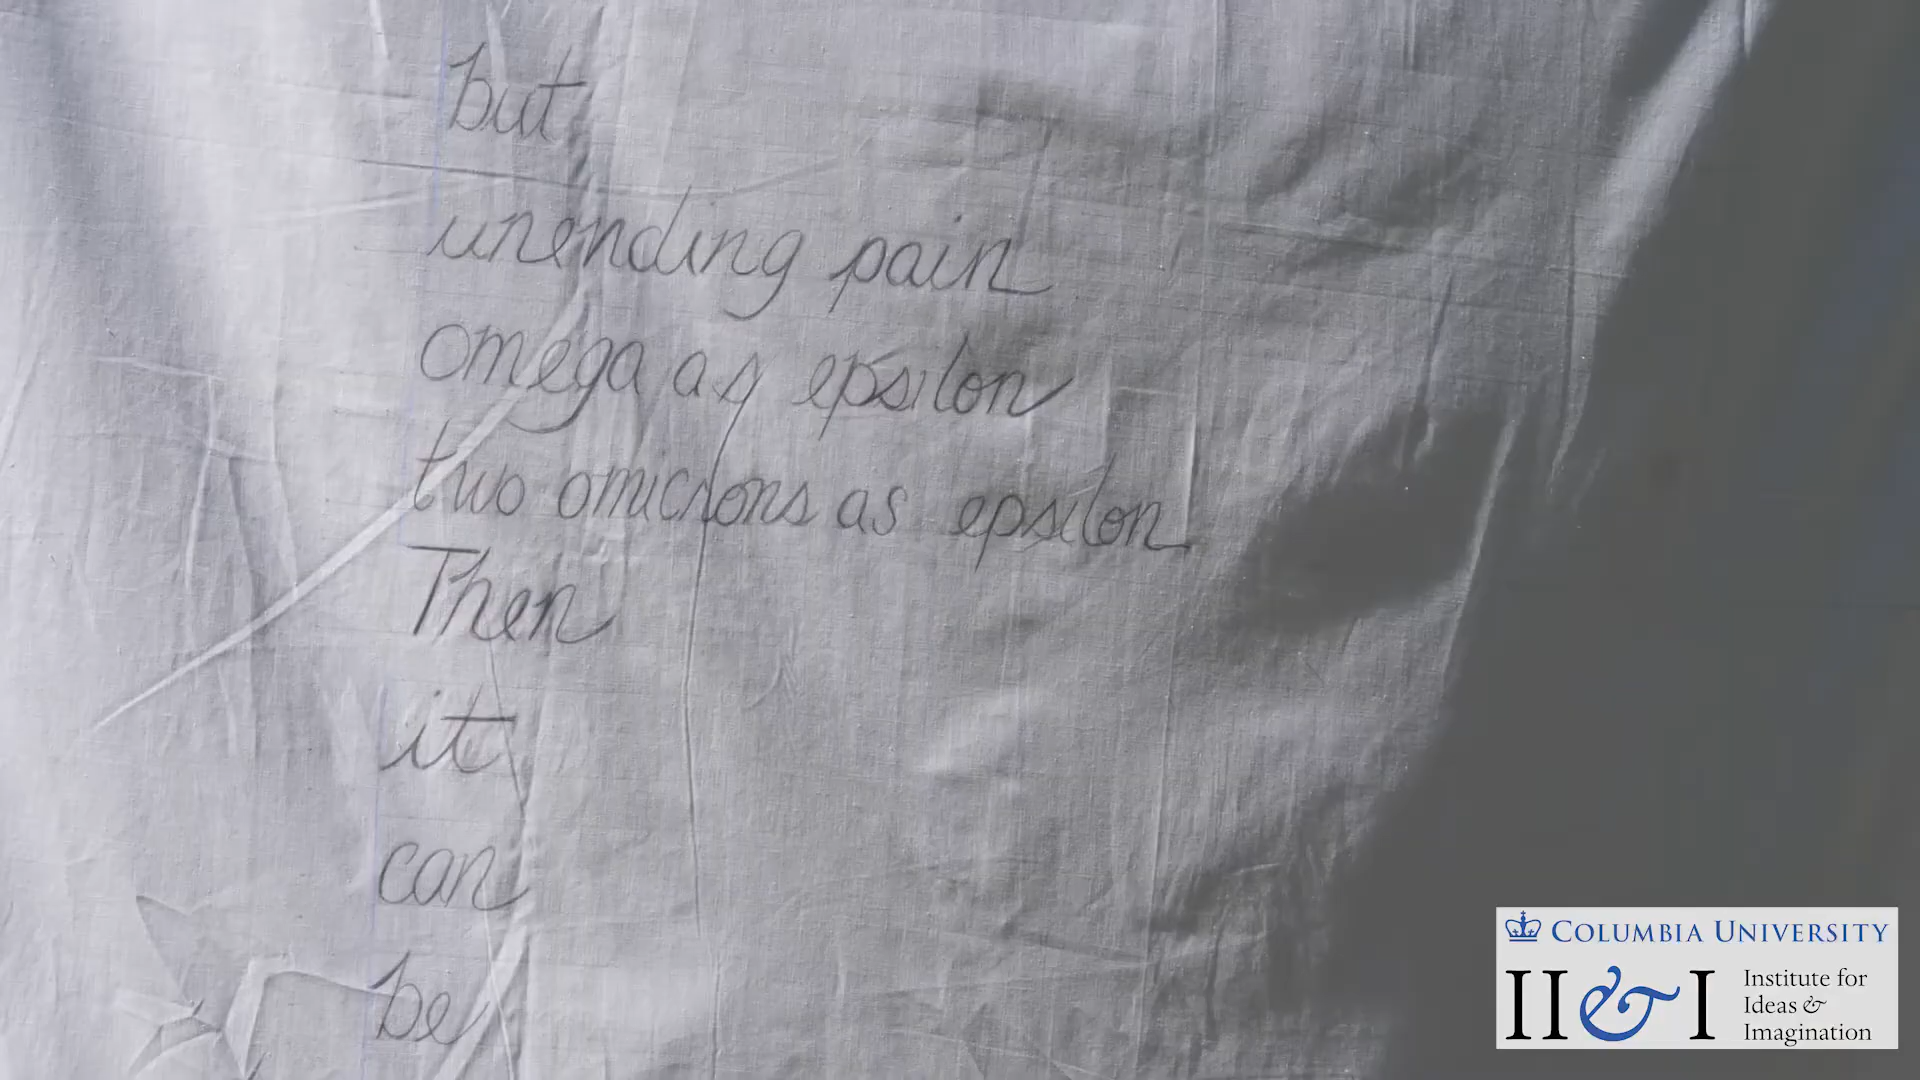 but
unending pain
omega as epsilon
two omicrons as epsilon
Then
it
can
be
COLUMBIA UNIVERSITY
II&I
Institute for
Ideas &
Imagination